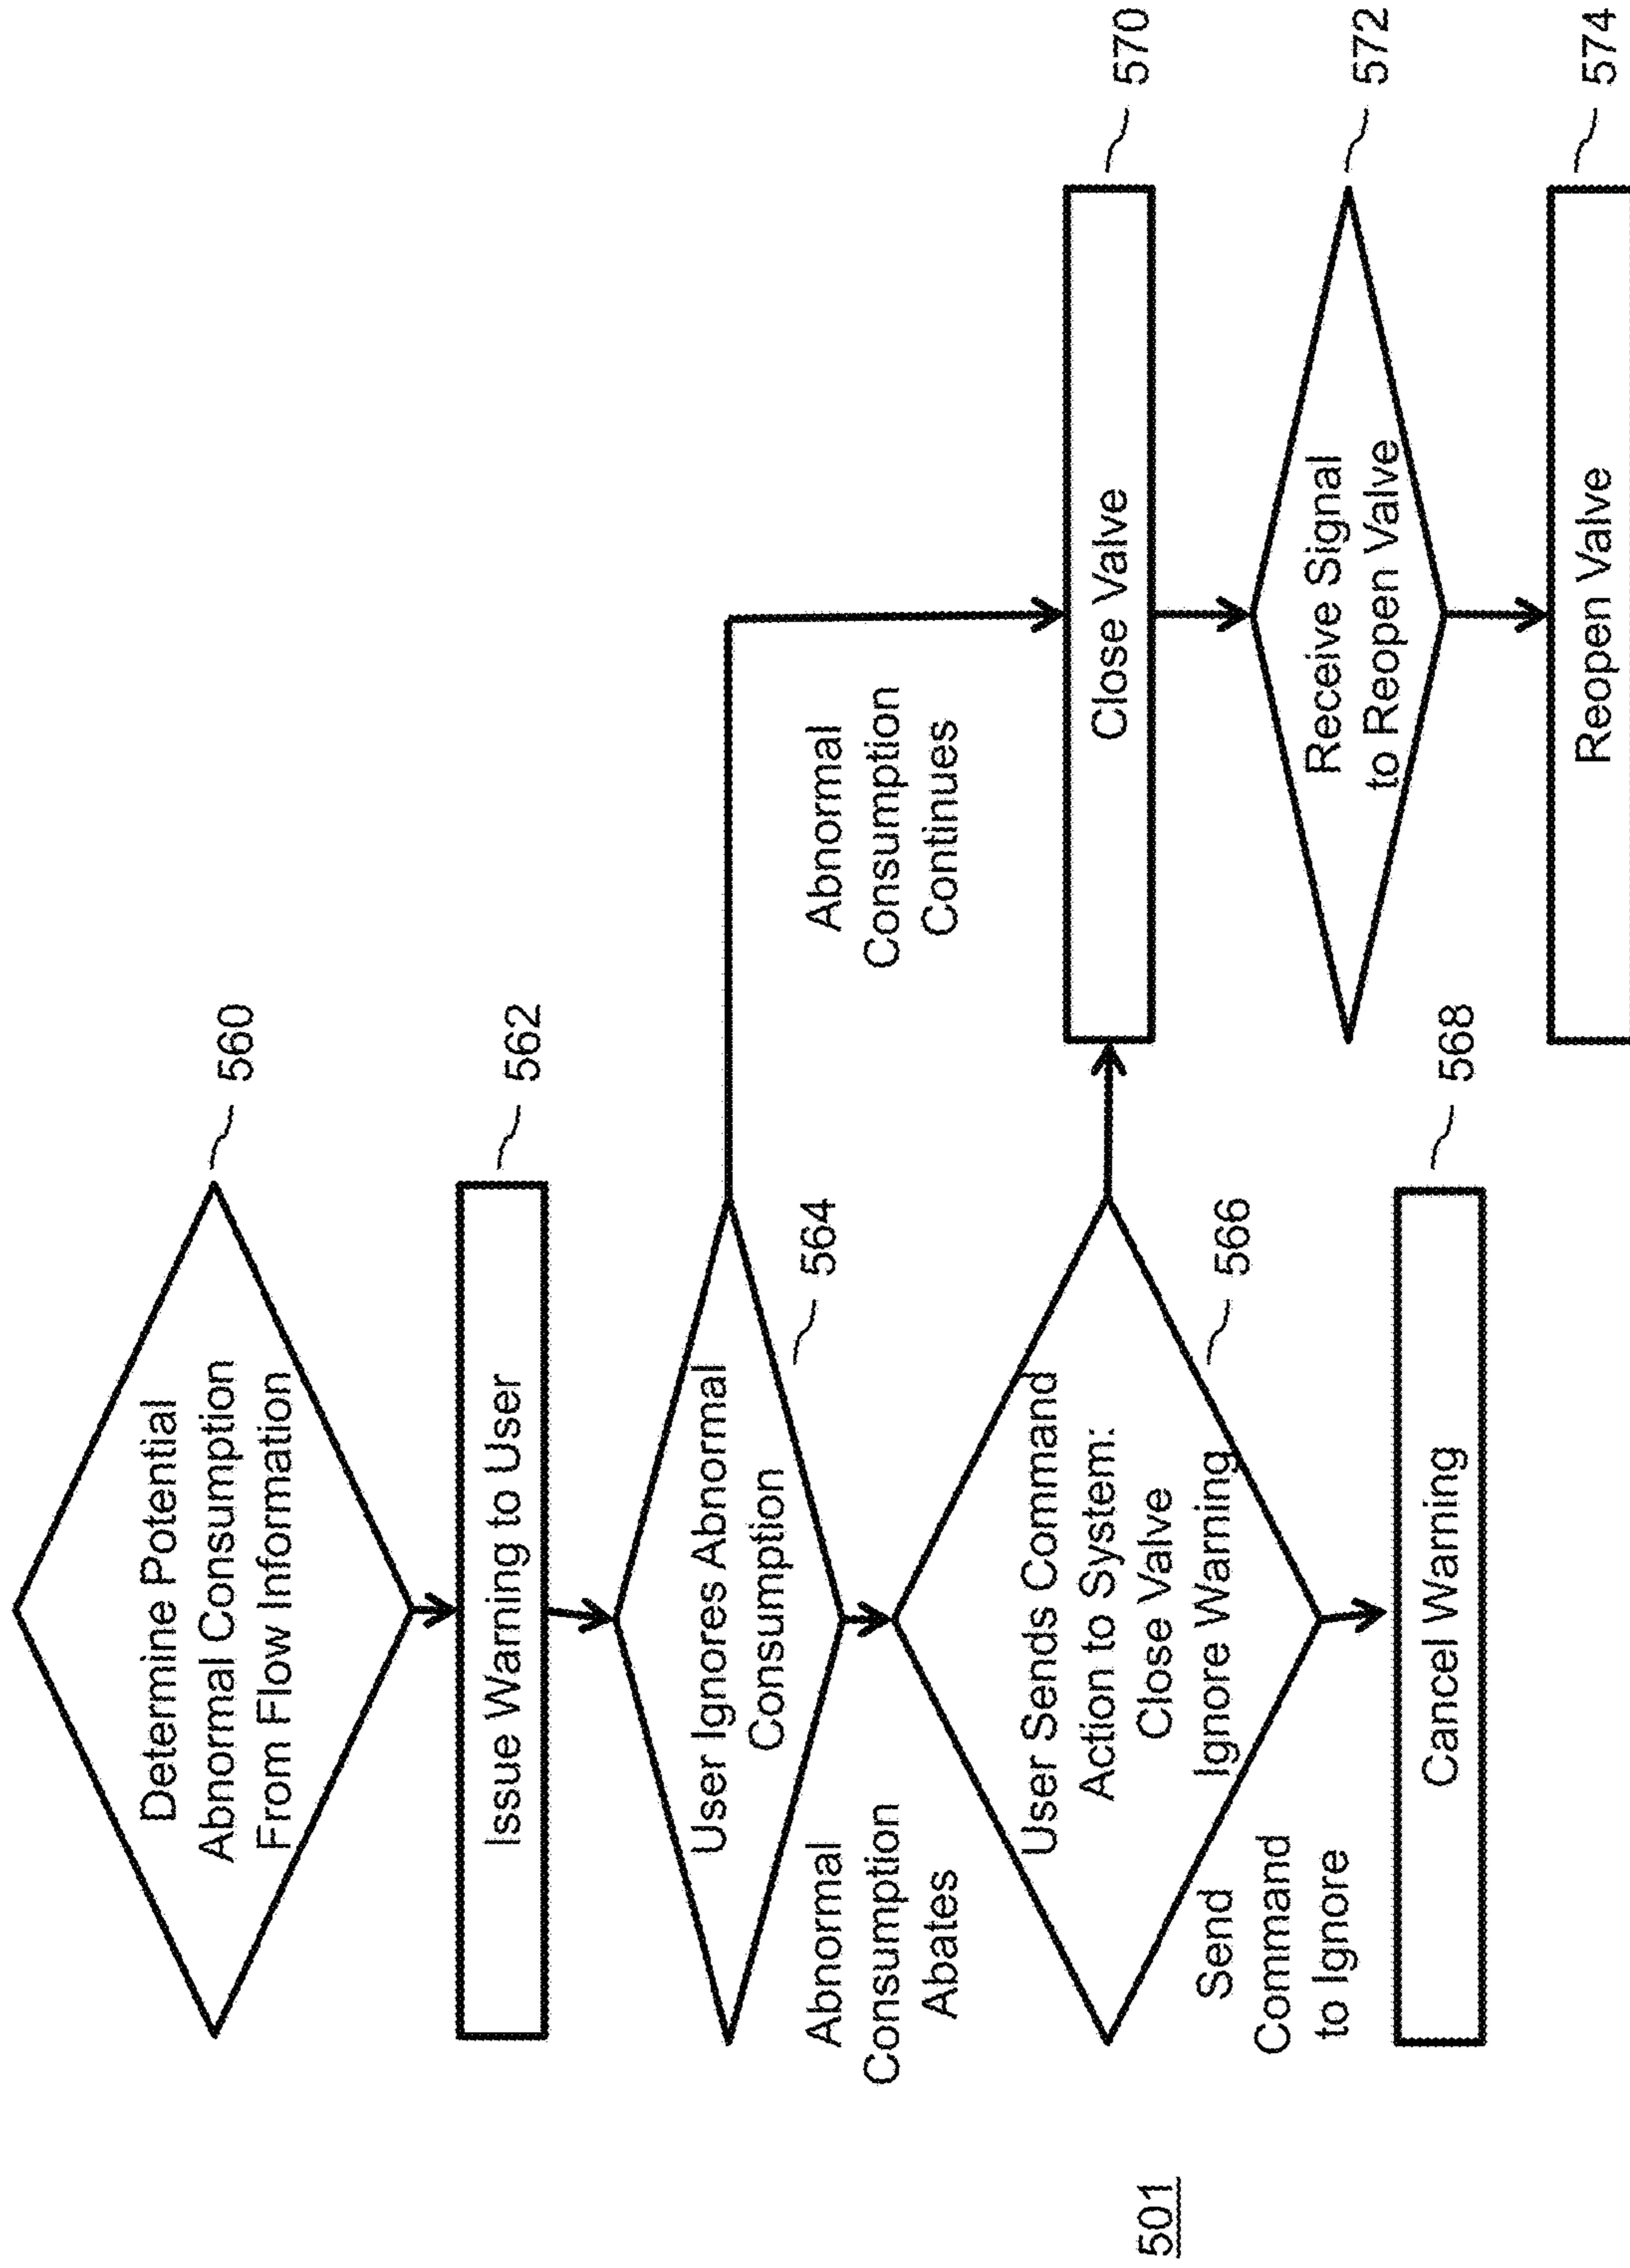 Determine Potential
Abnormal Consumption
From Flow Information
560
Issue Warning to User
562
User Ignores Abnormal
Consumption
564
Abnormal
Consumption
Abates
Abnormal
Consumption
Continues
User Sends Command
Action to System:
Close Valve
Ignore Warning
566
Send
Command
to Ignore
Cancel Warning
568
Close Valve
570
Receive Signal
to Reopen Valve
572
Reopen Valve
574
501